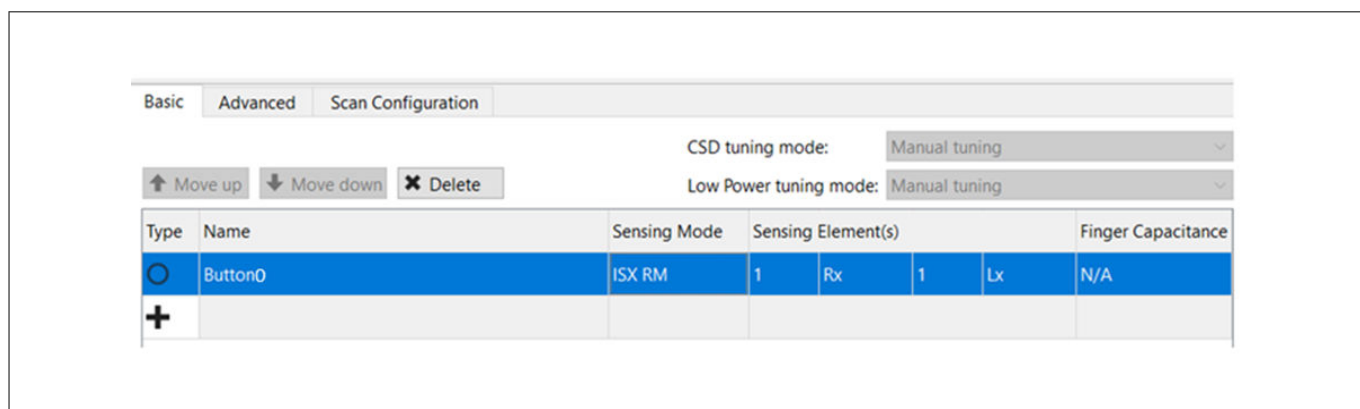 Basic Advanced Scan Configuration
CSD tuning mode: Manual tuning
Move up Move down Delete Low Power tuning mode: Manual tuning
Type Name Sensing Mode Sensing Element(s) Finger Capacitance
Button0 ISX RM 1 Rx 1 Lx N/A